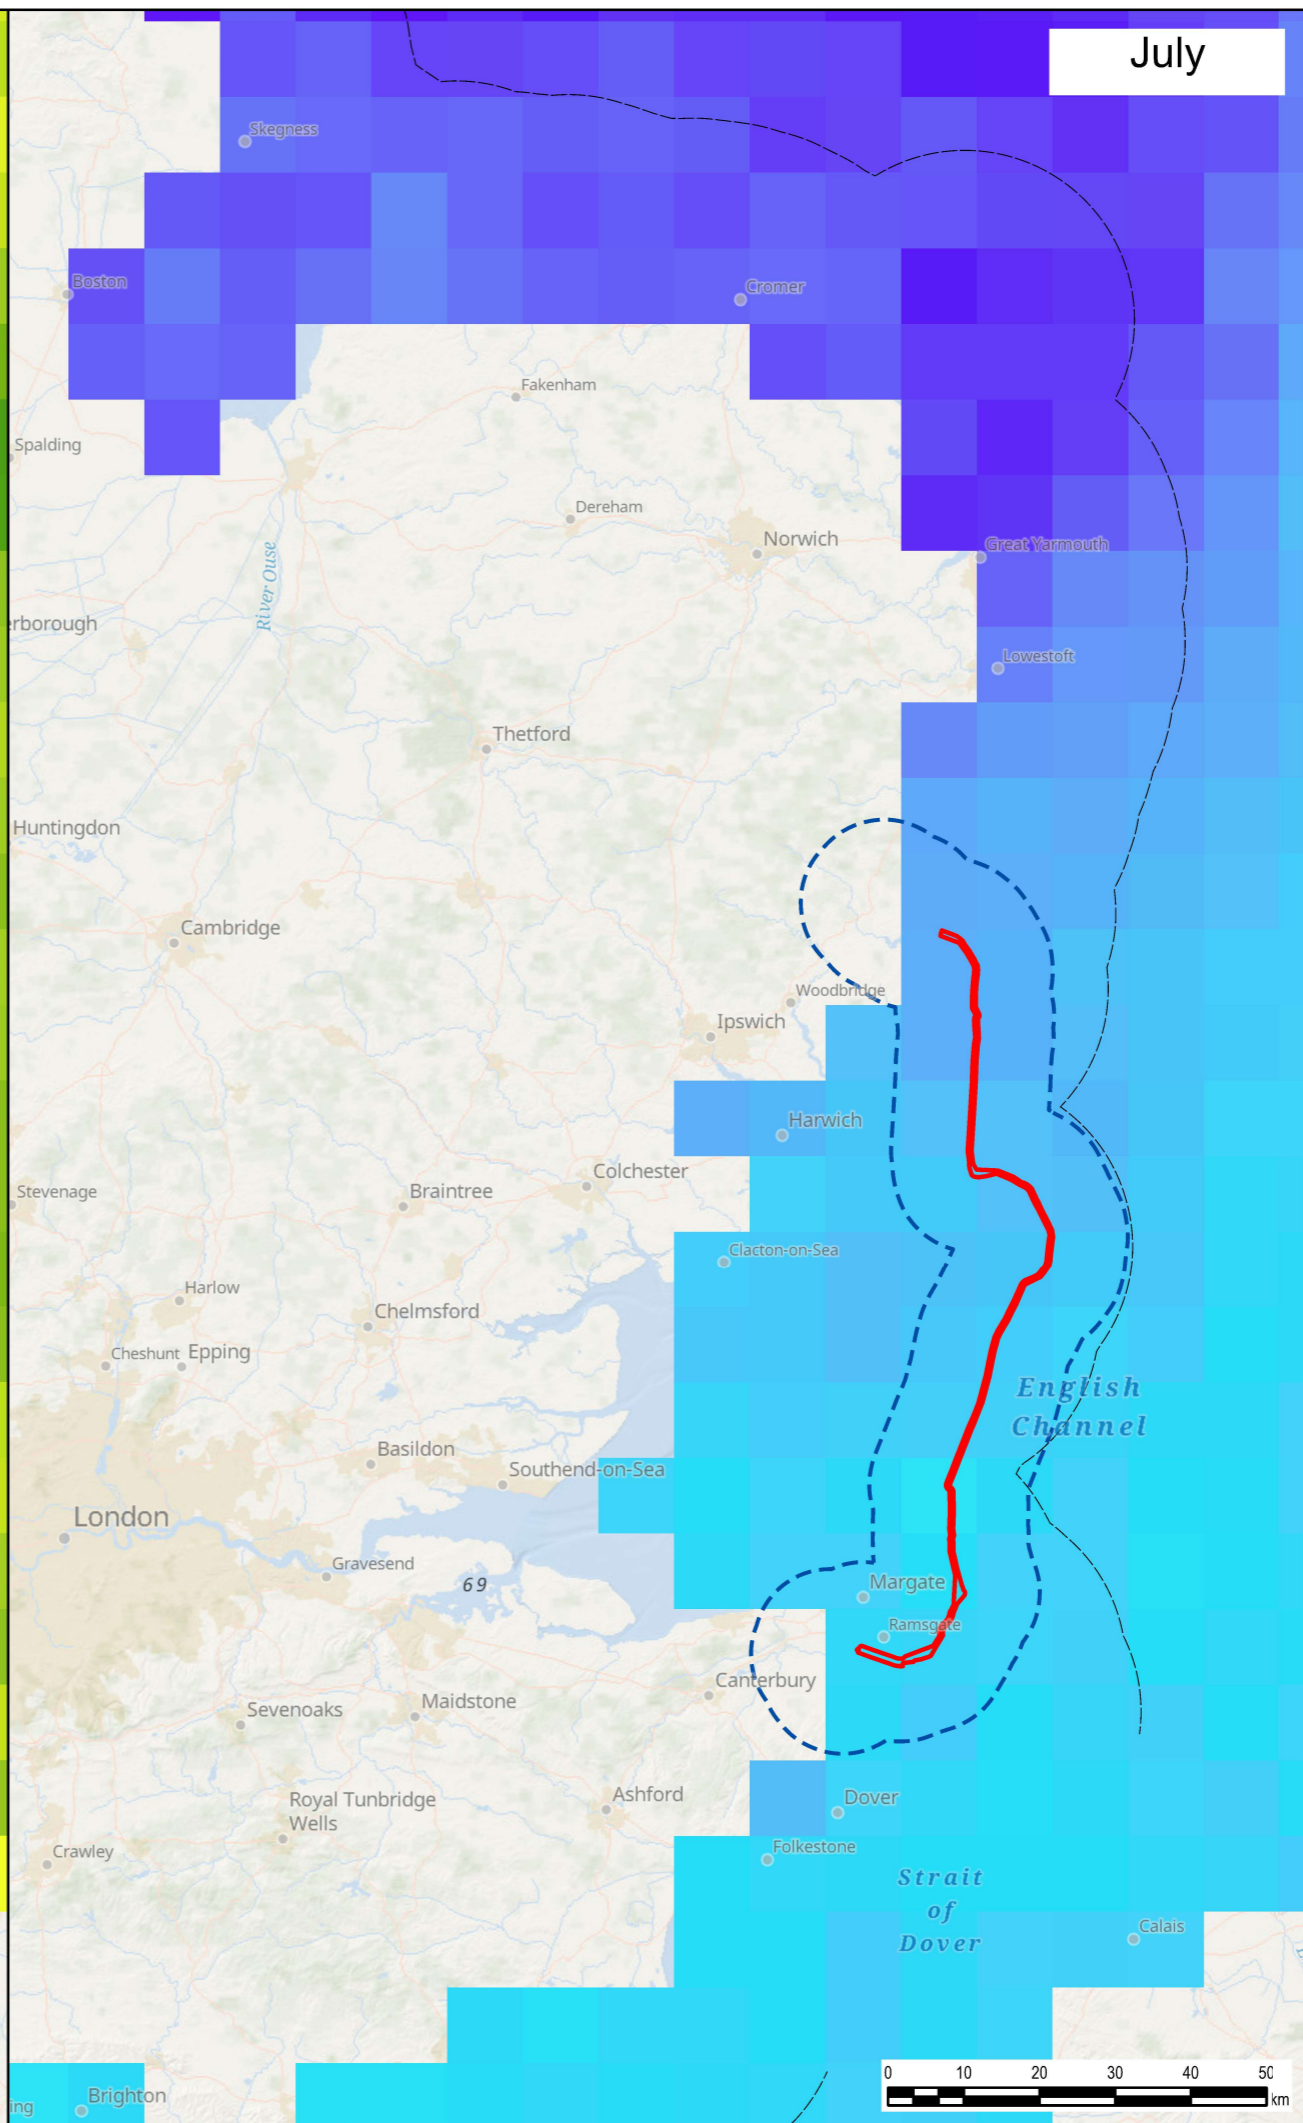 July
Skegness
Boston
Cromer
Fakenham
Spalding
Dereham
Norwich
Great Yarmouth
River Ouse
erborough
Lowestoft
Thetford
Huntingdon
Cambridge
Woodbridge
Ipswich
Harwich
Colchester
Stevenage
Braintree
Clacton-on-Sea
Harlow
Chelmsford
Cheshunt
Epping
English
Channel
Basildon
Southend-on-Sea
London
Gravesend
69
Margate
Ramsgate
Canterbury
Maidstone
Sevenoaks
Ashford
Royal Tunbridge
Wells
Dover
Crawley
Folkestone
Strait
of
Dover
Calais
0 10 20 30 40 50
km
Brighton
ing